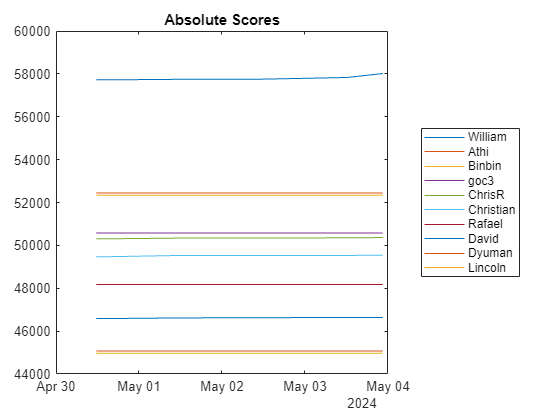 Absolute Scores
60000
58000
56000
54000
52000
50000
48000
46000
44000
Apr 30
May 01
May 02
May 03
May 04
2024
William
Athi
Binbin
goc3
ChrisR
Christian
Rafael
David
Dyuman
Lincoln